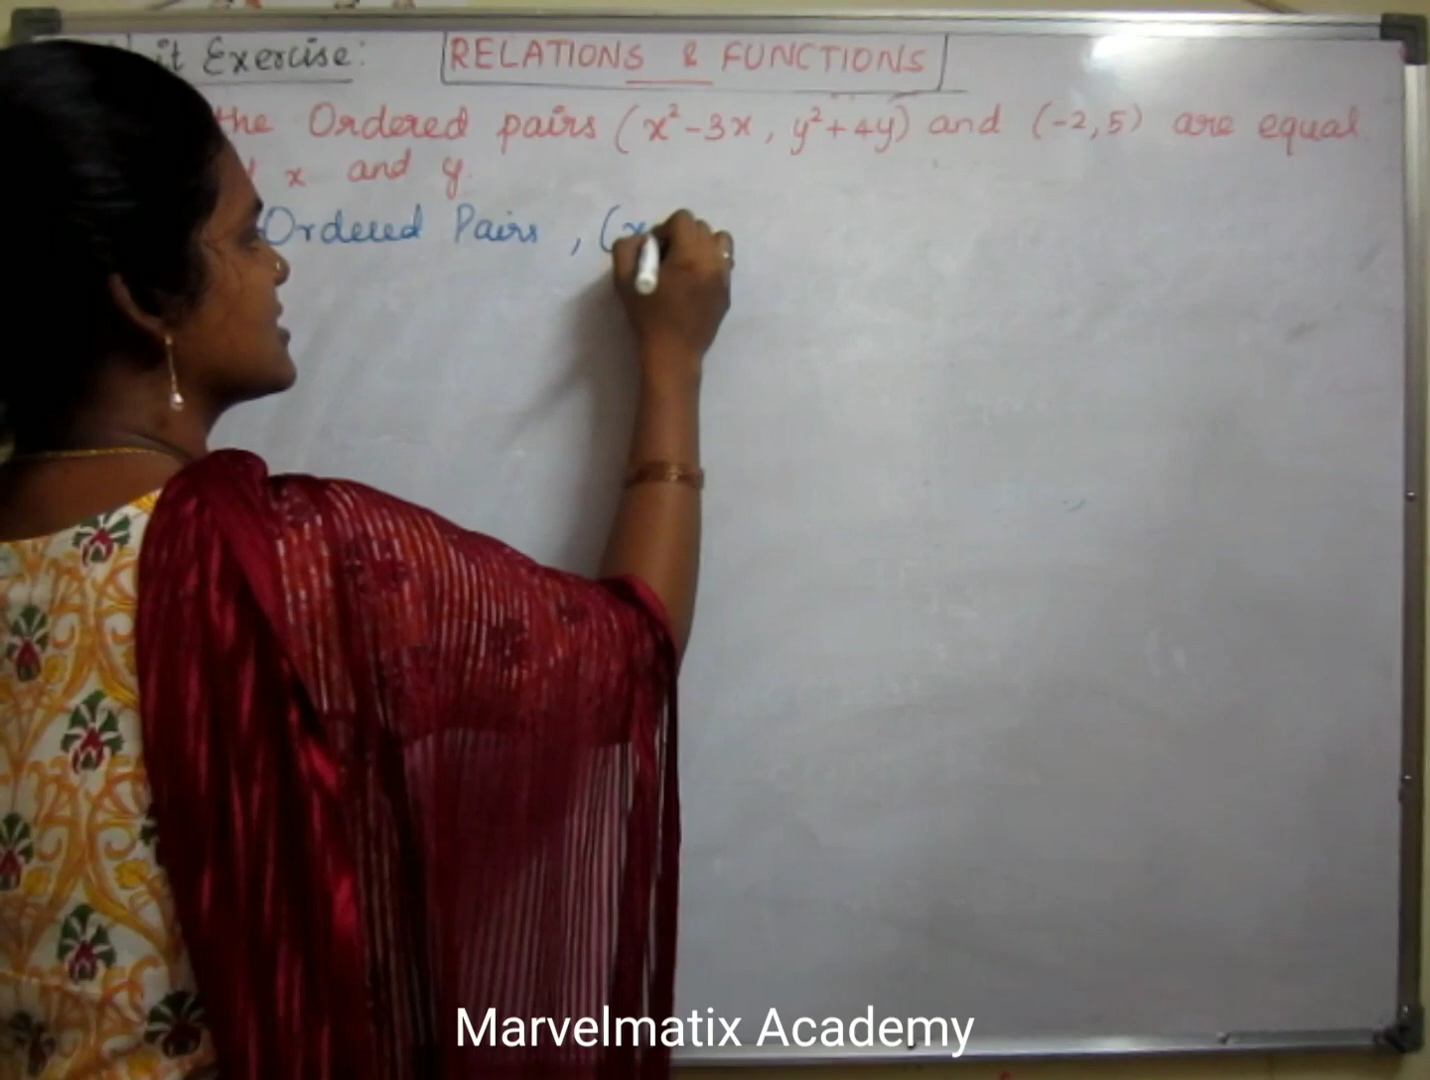 it Exercise: RELATIONS & FUNCTIONS
the Ordered pairs (x²-3x, y²+4y) and (-2,5) are equal.
x and y.
Ordered Pairs , (x
Marvelmatix Academy